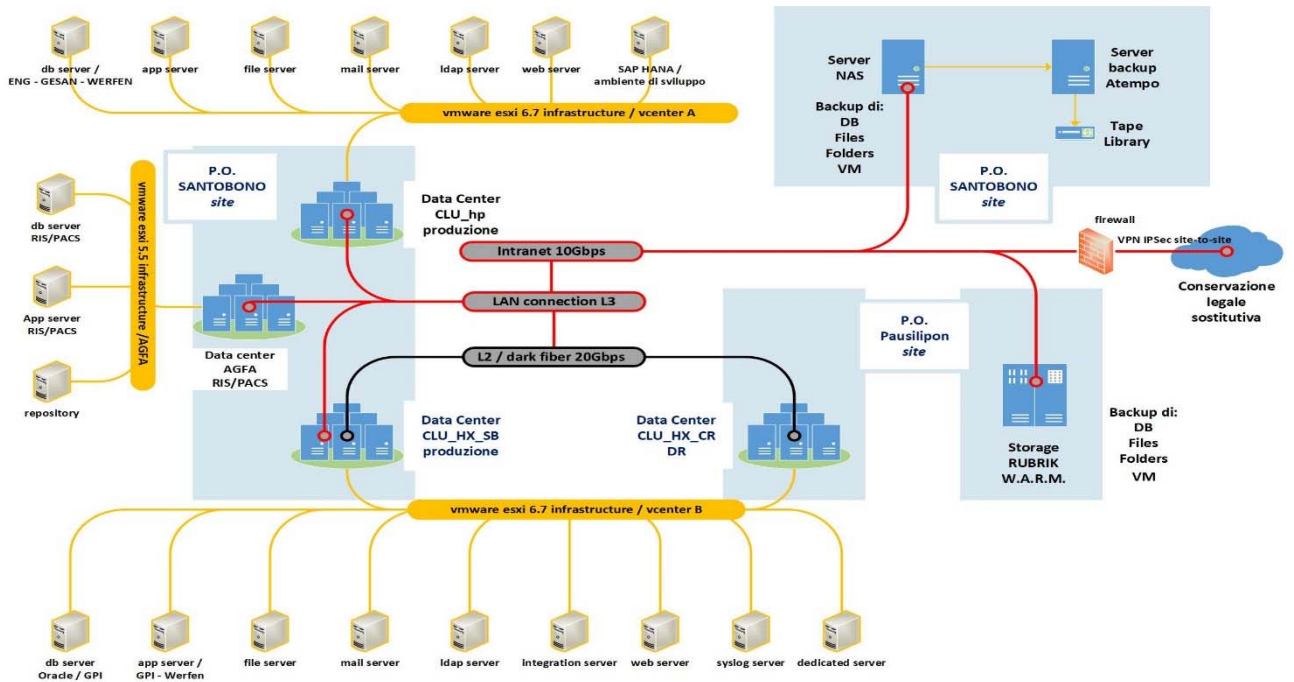 db server /
ENG - GESAN - WERFEN
app server
file server
mail server
ldap server
web server
SAP HANA /
ambiente di sviluppo
vmware esxi 6.7 infrastructure / vcenter A
Server
NAS
Server
backup
Atempo
Backup di:
DB
Files
Folders
VM
Tape
Library
P.O.
SANTOBONO
site
P.O.
SANTOBONO
site
vmware esxi 5.5 infrastructure /AGFA
db server
RIS/PACS
App server
RIS/PACS
repository
Data Center
CLU_hp
produzione
Intranet 10Gbps
LAN connection L3
L2 / dark fiber 20Gbps
firewall
VPN IPSec site-to-site
Conservazione
legale
sostitutiva
Data center
AGFA
RIS/PACS
P.O.
Pausilipon
site
Data Center
CLU_HX_SB
produzione
Data Center
CLU_HX_CR
DR
Storage
RUBRIK
W.A.R.M.
Backup di:
DB
Files
Folders
VM
vmware esxi 6.7 infrastructure / vcenter B
db server
Oracle / GPI
app server /
GPI - Werfen
file server
mail server
ldap server
Integration server
web server
syslog server
dedicated server